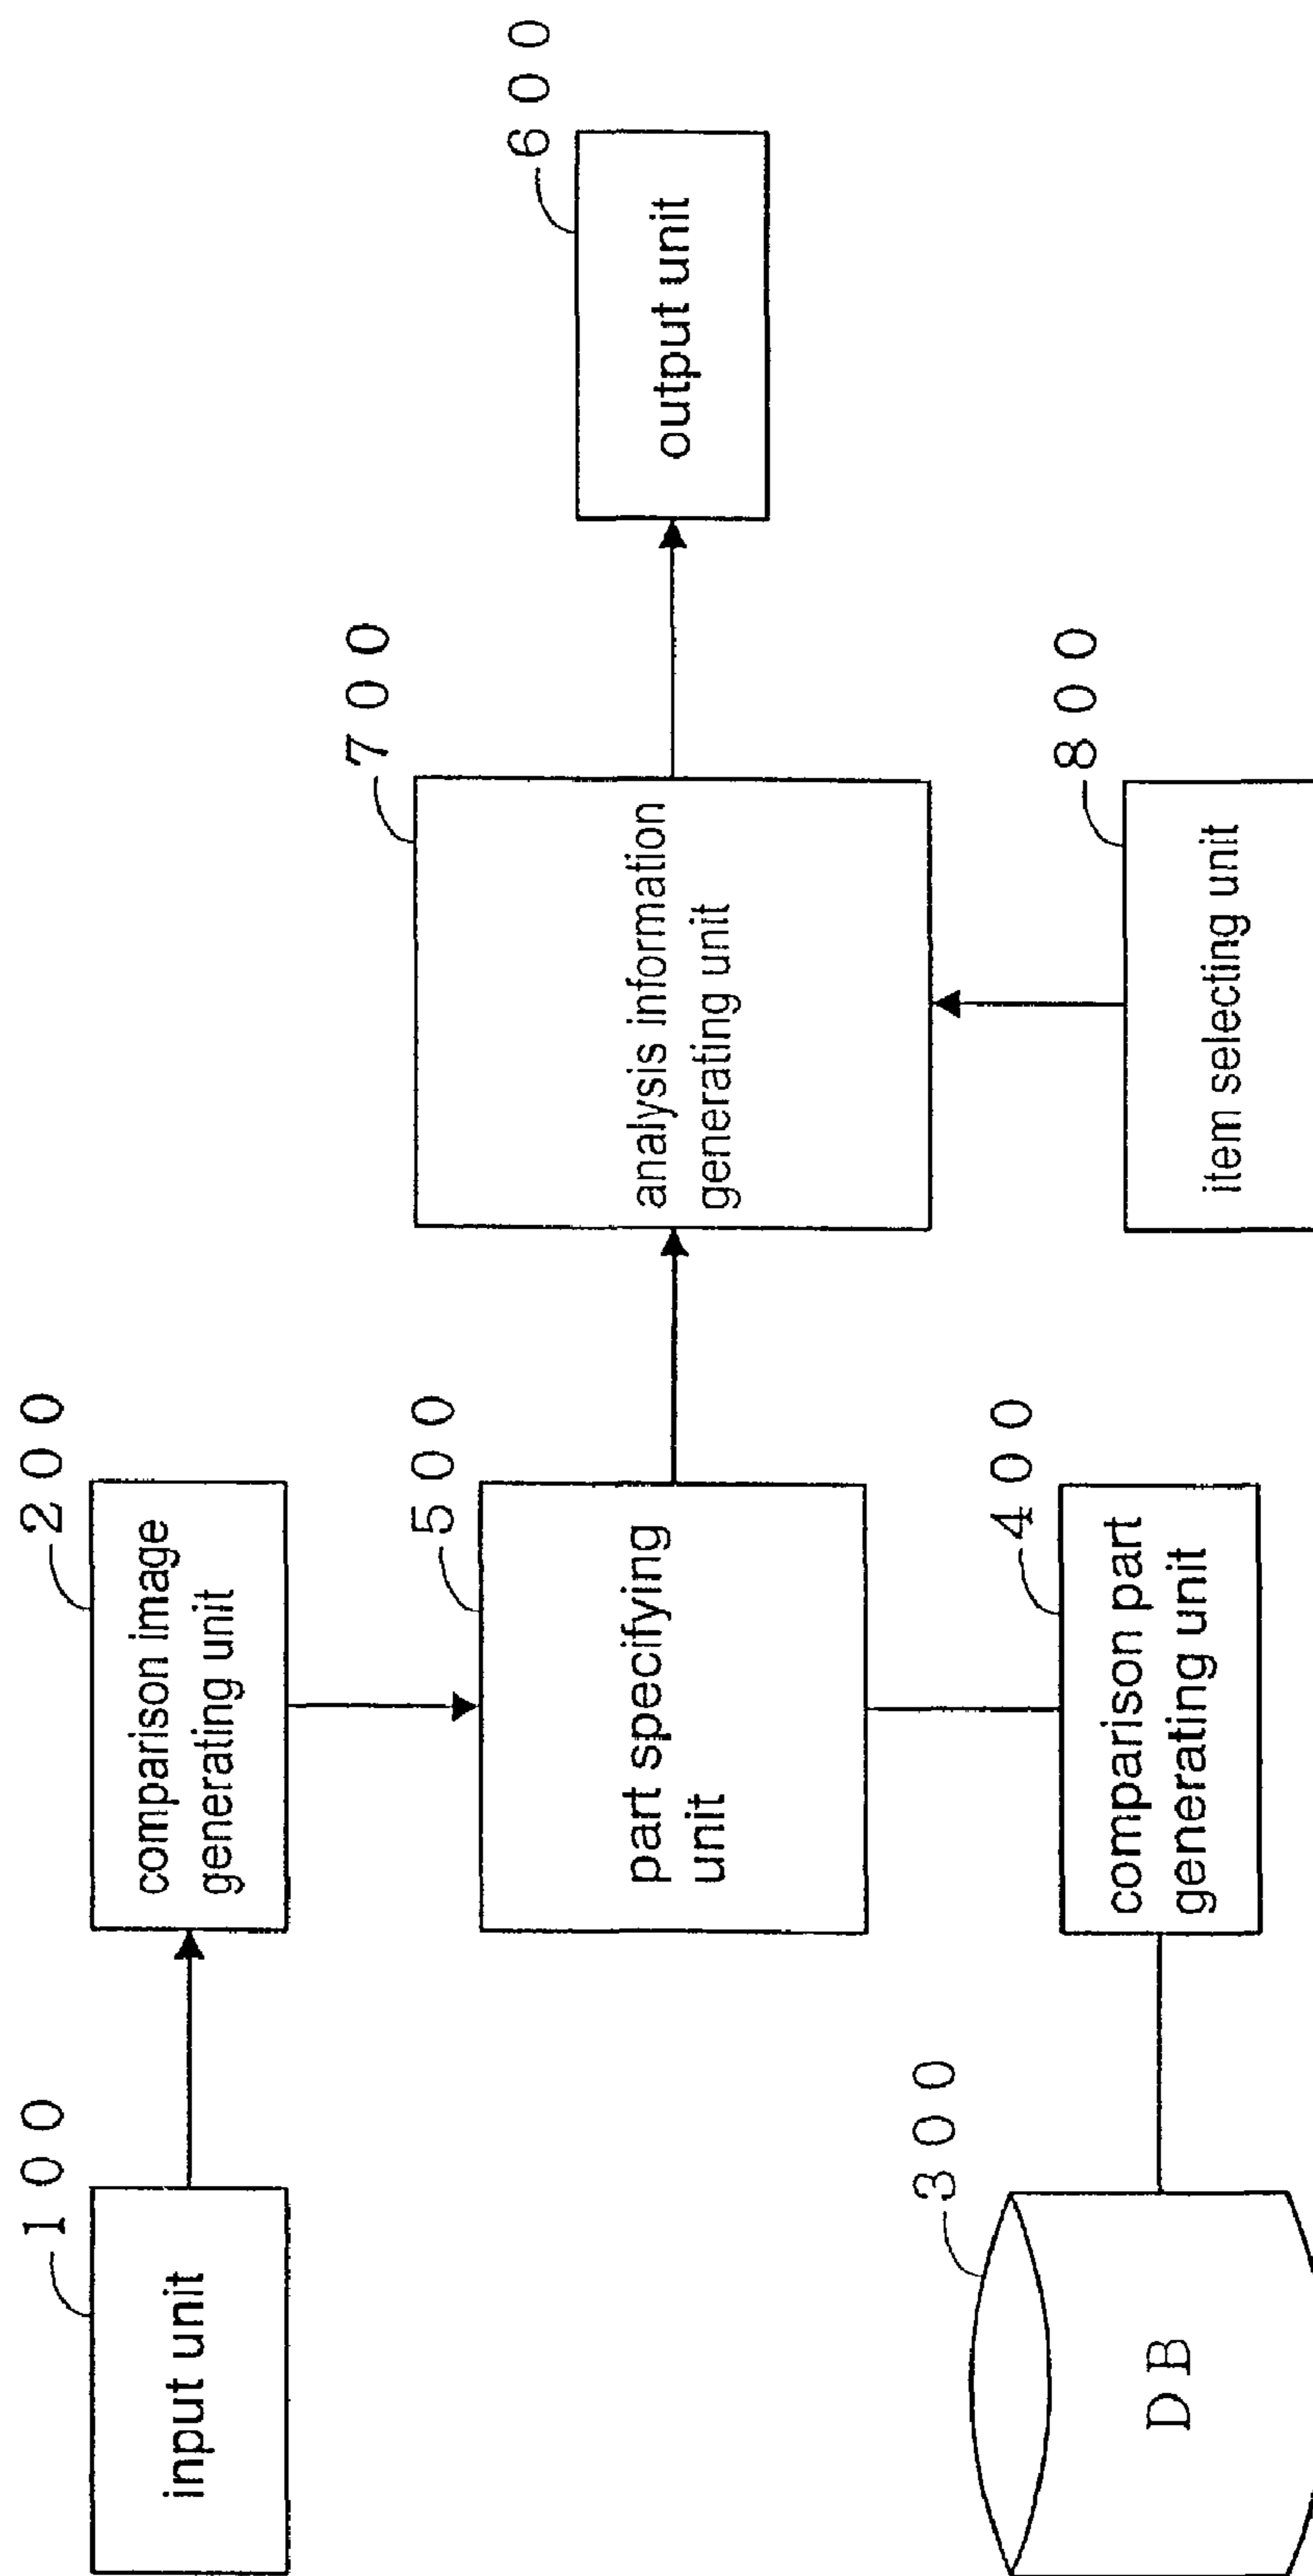 100
input unit
200
comparison image
generating unit
500
part specifying
unit
300
DB
400
comparison part
generating unit
700
analysis information
generating unit
800
item selecting unit
600
output unit